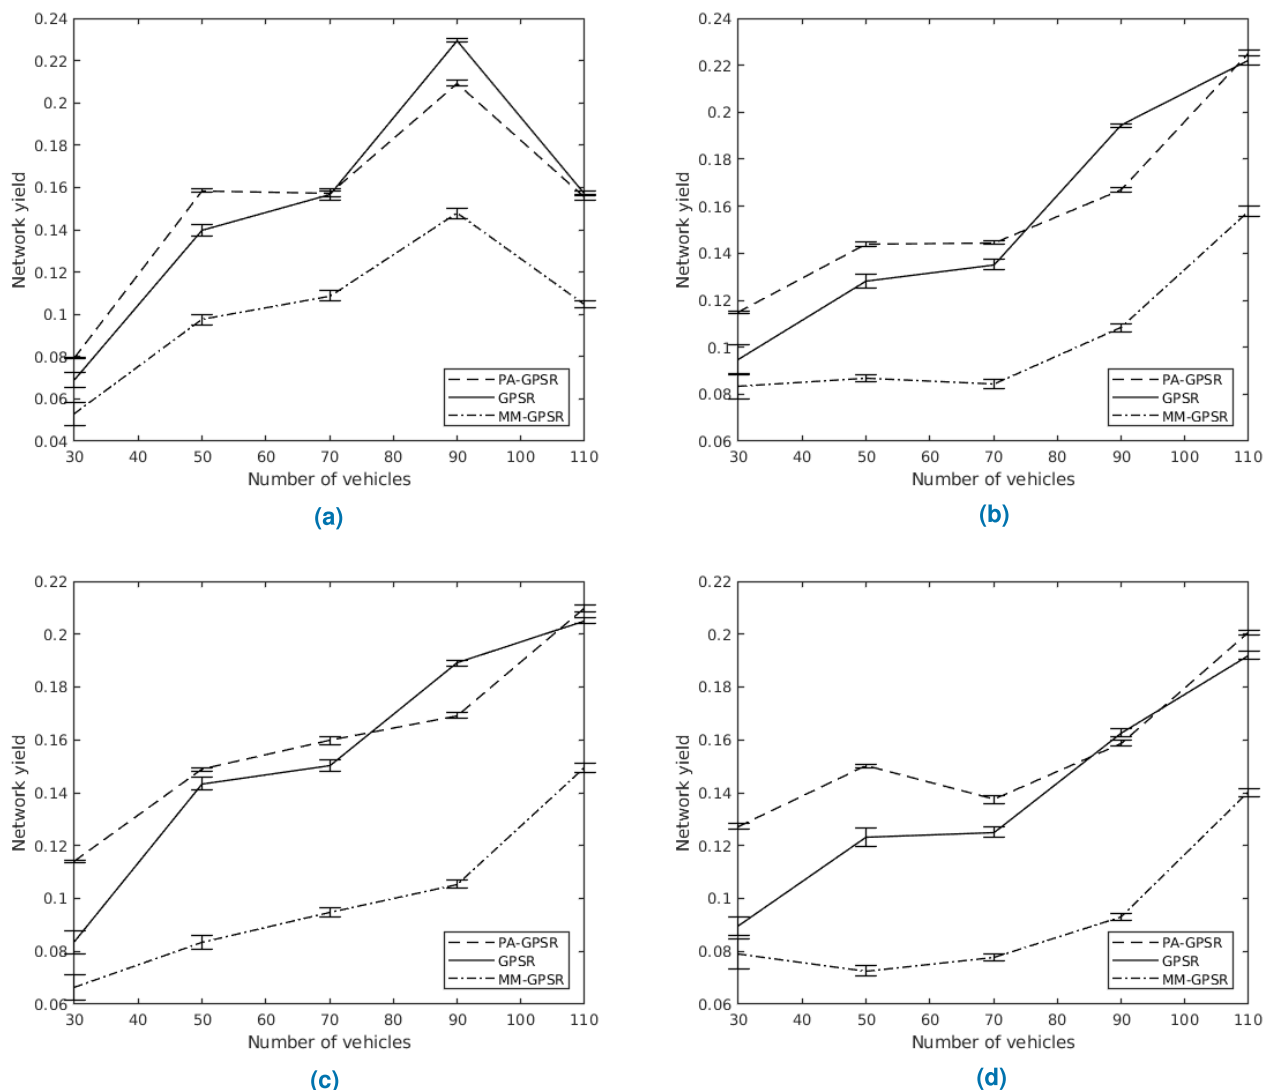 0.24
0.22
0.2
0.18
0.16
0.14
0.12
0.1
0.08
0.06
0.04
Network yield
30 40 50 60 70 80 90 100 110
Number of vehicles
PA-GPSR
GPSR
MM-GPSR
(a)
0.24
0.22
0.2
0.18
0.16
0.14
0.12
0.1
0.08
0.06
Network yield
30 40 50 60 70 80 90 100 110
Number of vehicles
PA-GPSR
GPSR
MM-GPSR
(b)
0.22
0.2
0.18
0.16
0.14
0.12
0.1
0.08
0.06
Network yield
30 40 50 60 70 80 90 100 110
Number of vehicles
PA-GPSR
GPSR
MM-GPSR
(c)
0.22
0.2
0.18
0.16
0.14
0.12
0.1
0.08
0.06
Network yield
30 40 50 60 70 80 90 100 110
Number of vehicles
PA-GPSR
GPSR
MM-GPSR
(d)